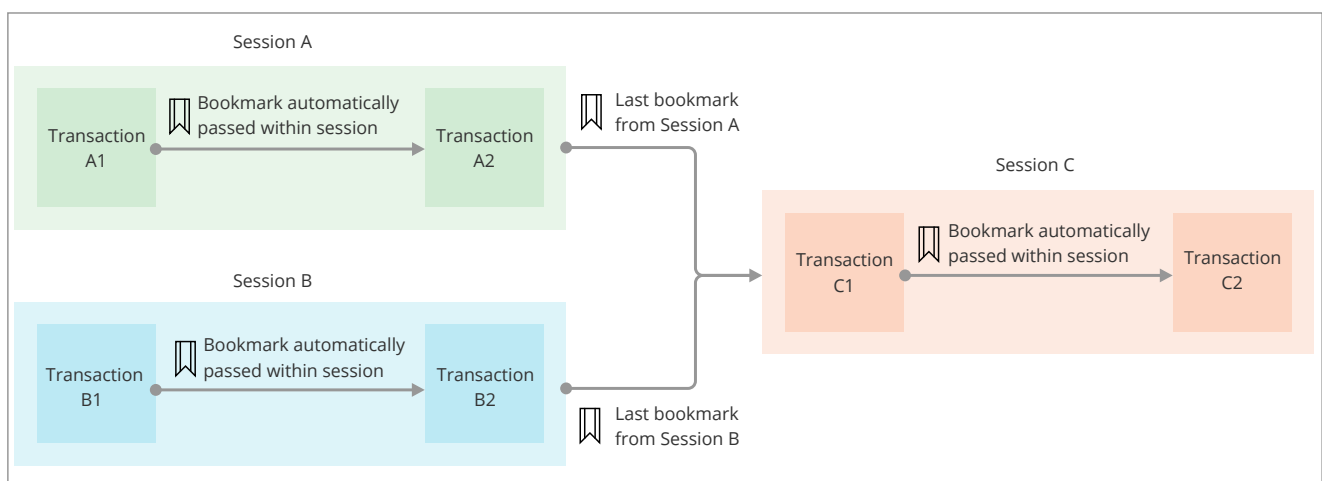 Session A
Transaction
A1
Bookmark automatically
passed within session
Transaction
A2
Last bookmark
from Session A
Session B
Transaction
B1
Bookmark automatically
passed within session
Transaction
B2
Last bookmark
from Session B
Session C
Transaction
C1
Bookmark automatically
passed within session
Transaction
C2